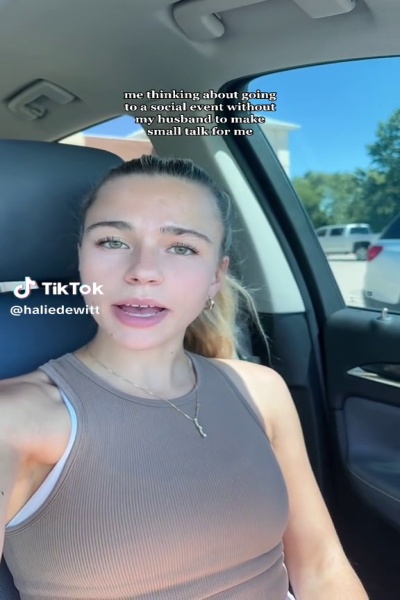 me thinking about going
to a social event without
my husband to make
small talk for me
TikTok
@haliedewitt